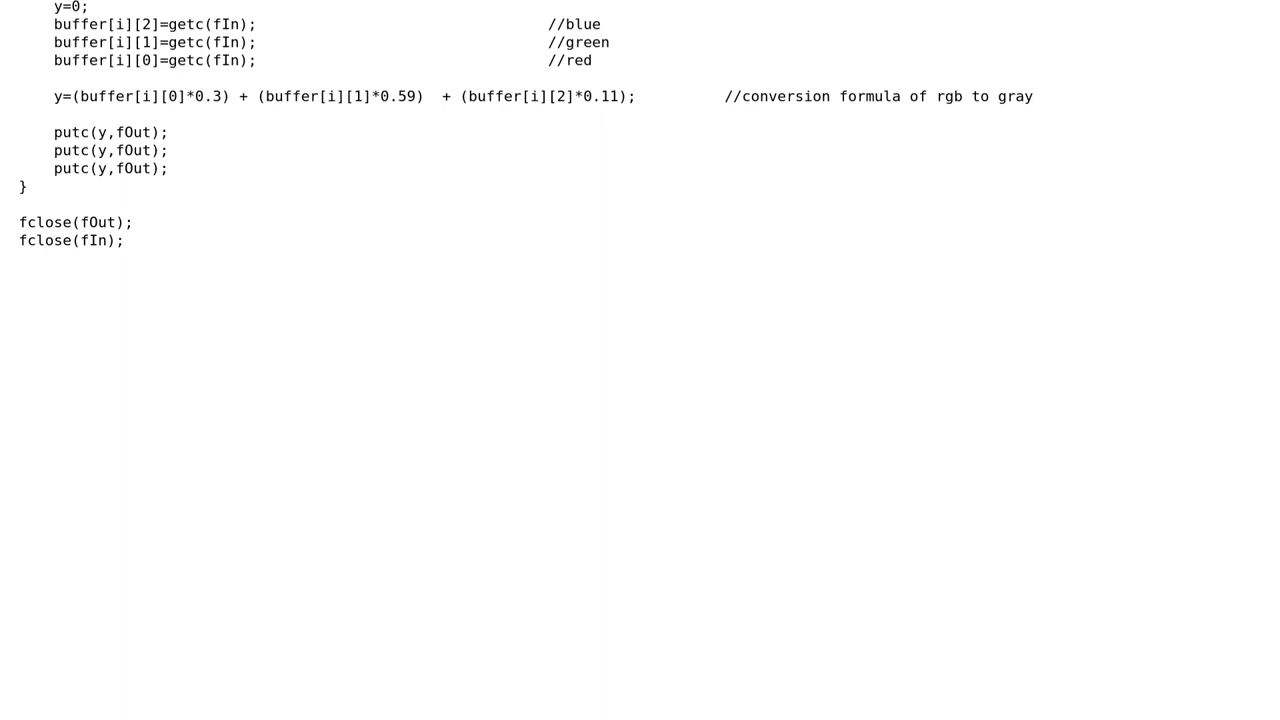 y=0;
buffer[i][2]=getc(fIn); //blue
buffer[i][1]=getc(fIn); //green
buffer[i][0]=getc(fIn); //red
y=(buffer[i][0]*0.3) + (buffer[i][1]*0.59)  + (buffer[i][2]*0.11); //conversion formula of rgb to gray
putc(y,fOut);
putc(y,fOut);
putc(y,fOut);
}
fclose(fOut);
fclose(fIn);